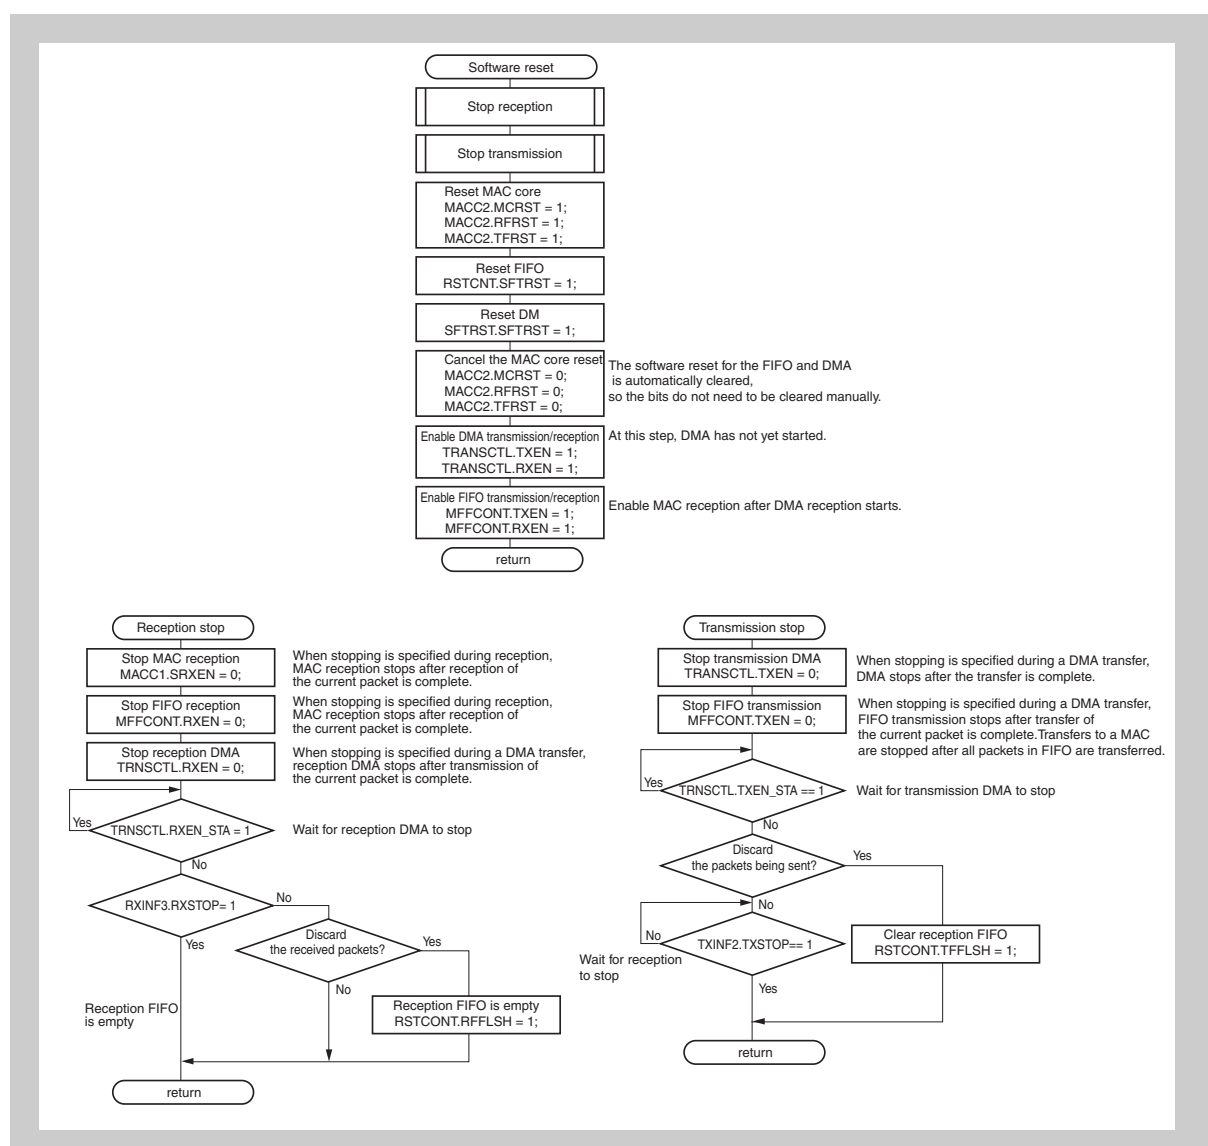 Software reset
Stop reception
Stop transmission
Reset MAC core
MACC2.MCRST = 1;
MACC2.RFRST = 1;
MACC2.TFRST = 1;
Reset FIFO
RSTCNT.SFTRST = 1;
Reset DM
SFTRST.SFTRST = 1;
Cancel the MAC core reset
MACC2.MCRST = 0;
MACC2.RFRST = 0;
MACC2.TFRST = 0;
The software reset for the FIFO and DMA
is automatically cleared,
so the bits do not need to be cleared manually.
Enable DMA transmission/reception
TRANSCTL.TXEN = 1;
TRANSCTL.RXEN = 1;
At this step, DMA has not yet started.
Enable FIFO transmission/reception
MFFCONT.TXEN = 1;
MFFCONT.RXEN = 1;
Enable MAC reception after DMA reception starts.
return
Reception stop
Stop MAC reception
MACC1.SRXEN = 0;
When stopping is specified during reception,
MAC reception stops after reception of
the current packet is complete.
Stop FIFO reception
MFFCONT.RXEN = 0;
When stopping is specified during reception,
MAC reception stops after reception of
the current packet is complete.
Stop reception DMA
TRNSCTL.RXEN = 0;
When stopping is specified during a DMA transfer,
reception DMA stops after transmission of
the current packet is complete.
Yes
TRNSCTL.RXEN_STA = 1
Wait for reception DMA to stop
No
RXINF3.RXSTOP= 1
No
Yes
Discard
the received packets?
Yes
No
Reception FIFO
is empty
Reception FIFO is empty
RSTCONT.RFFLSH = 1;
return
Transmission stop
Stop transmission DMA
TRANSCTL.TXEN = 0;
When stopping is specified during a DMA transfer,
DMA stops after the transfer is complete.
Stop FIFO transmission
MFFCONT.TXEN = 0;
When stopping is specified during a DMA transfer,
FIFO transmission stops after transfer of
the current packet is complete.Transfers to a MAC
are stopped after all packets in FIFO are transferred.
Yes
TRNSCTL.TXEN_STA == 1
Wait for transmission DMA to stop
No
Discard
the packets being sent?
Yes
No
No
TXINF2.TXSTOP== 1
Wait for reception
to stop
Yes
Clear reception FIFO
RSTCONT.TFFLSH = 1;
return